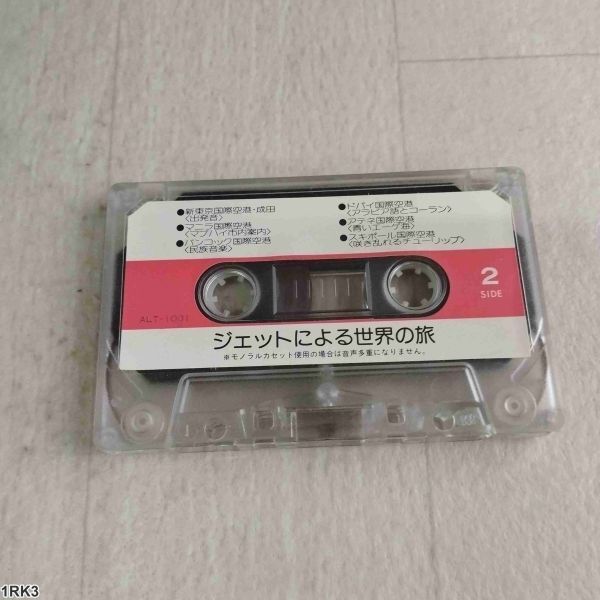 ●新東京国際空港・成田
〈出発音〉
●マニラ国際空港
〈マブハイ市内案内〉
●バンコック国際空港
〈民族音楽〉
●ドバイ国際空港
〈アラビア語とコーラン〉
●アテネ国際空港
〈青いエーゲ海〉
●スキポール国際空港
〈咲き乱れるチューリップ〉
2
SIDE
ALT-1001
ジェットによる世界の旅
※モノラルカセット使用の場合は音声多重になりません。
1RK3